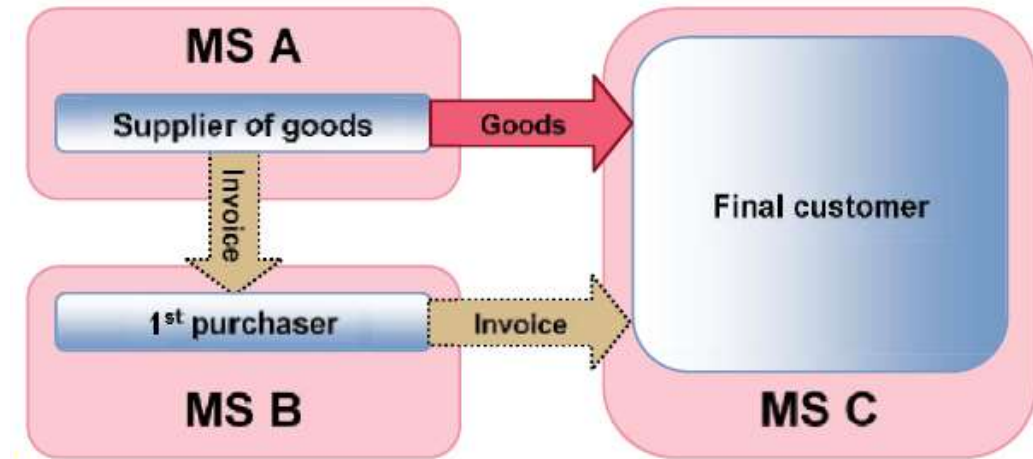 MS A
Supplier of goods
Goods
Invoice
Final customer
1st purchaser
Invoice
MS B
MS C